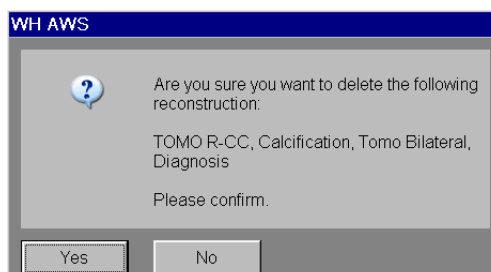 WH AWS
Are you sure you want to delete the following
reconstruction:
TOMO R-CC, Calcification, Tomo Bilateral,
Diagnosis
Please confirm.
Yes
No